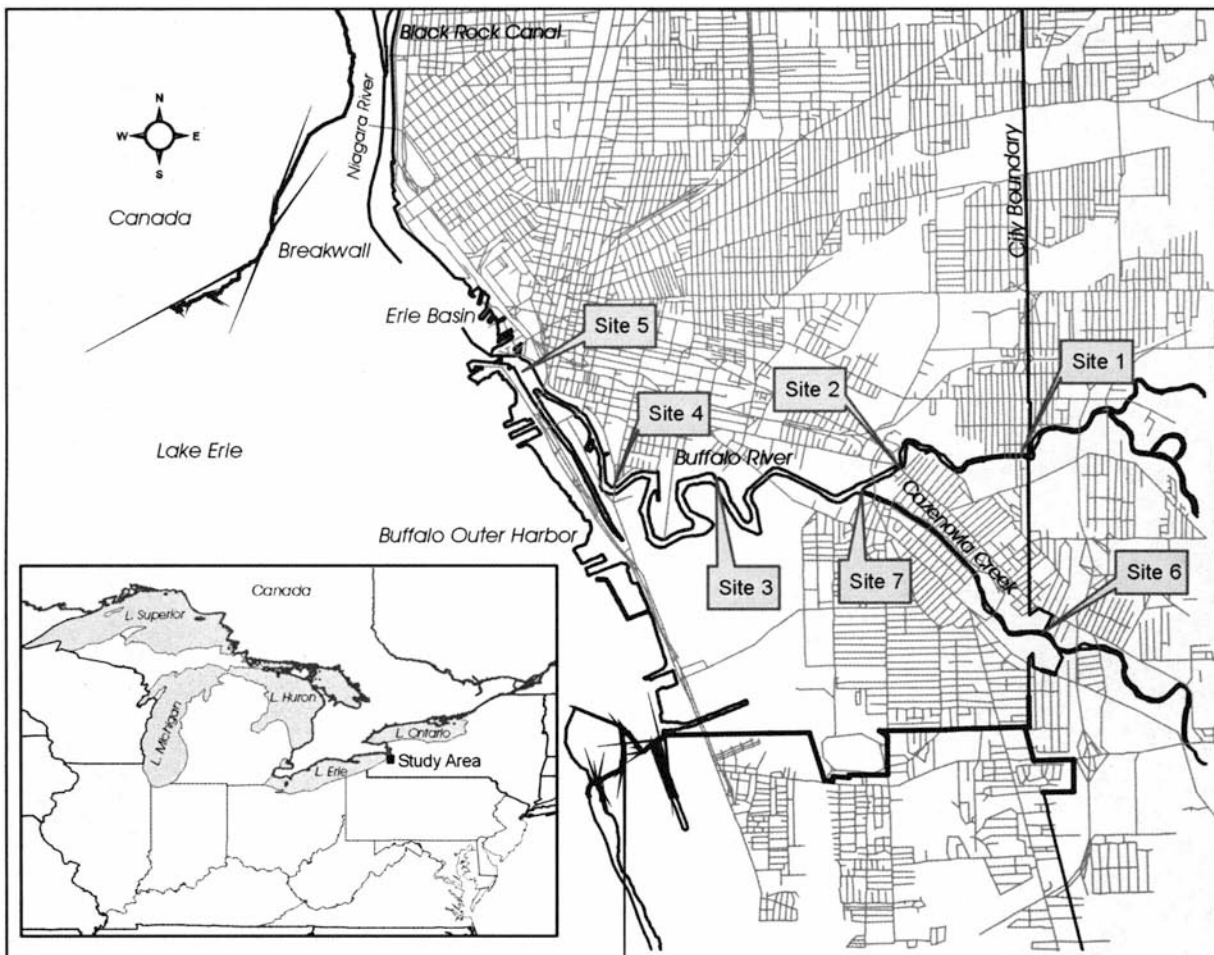 Black Rock Canal
Niagara River
N
W
E
S
Canada
Breakwall
City Boundary
Erie Basin
Site 5
Site 1
Site 2
Site 4
Lake Erie
Buffalo River
Cazenovia Creek
Buffalo Outer Harbor
Site 3
Site 7
Site 6
Canada
L. Superior
L. Huron
L. Michigan
L. Ontario
L. Erie
Study Area